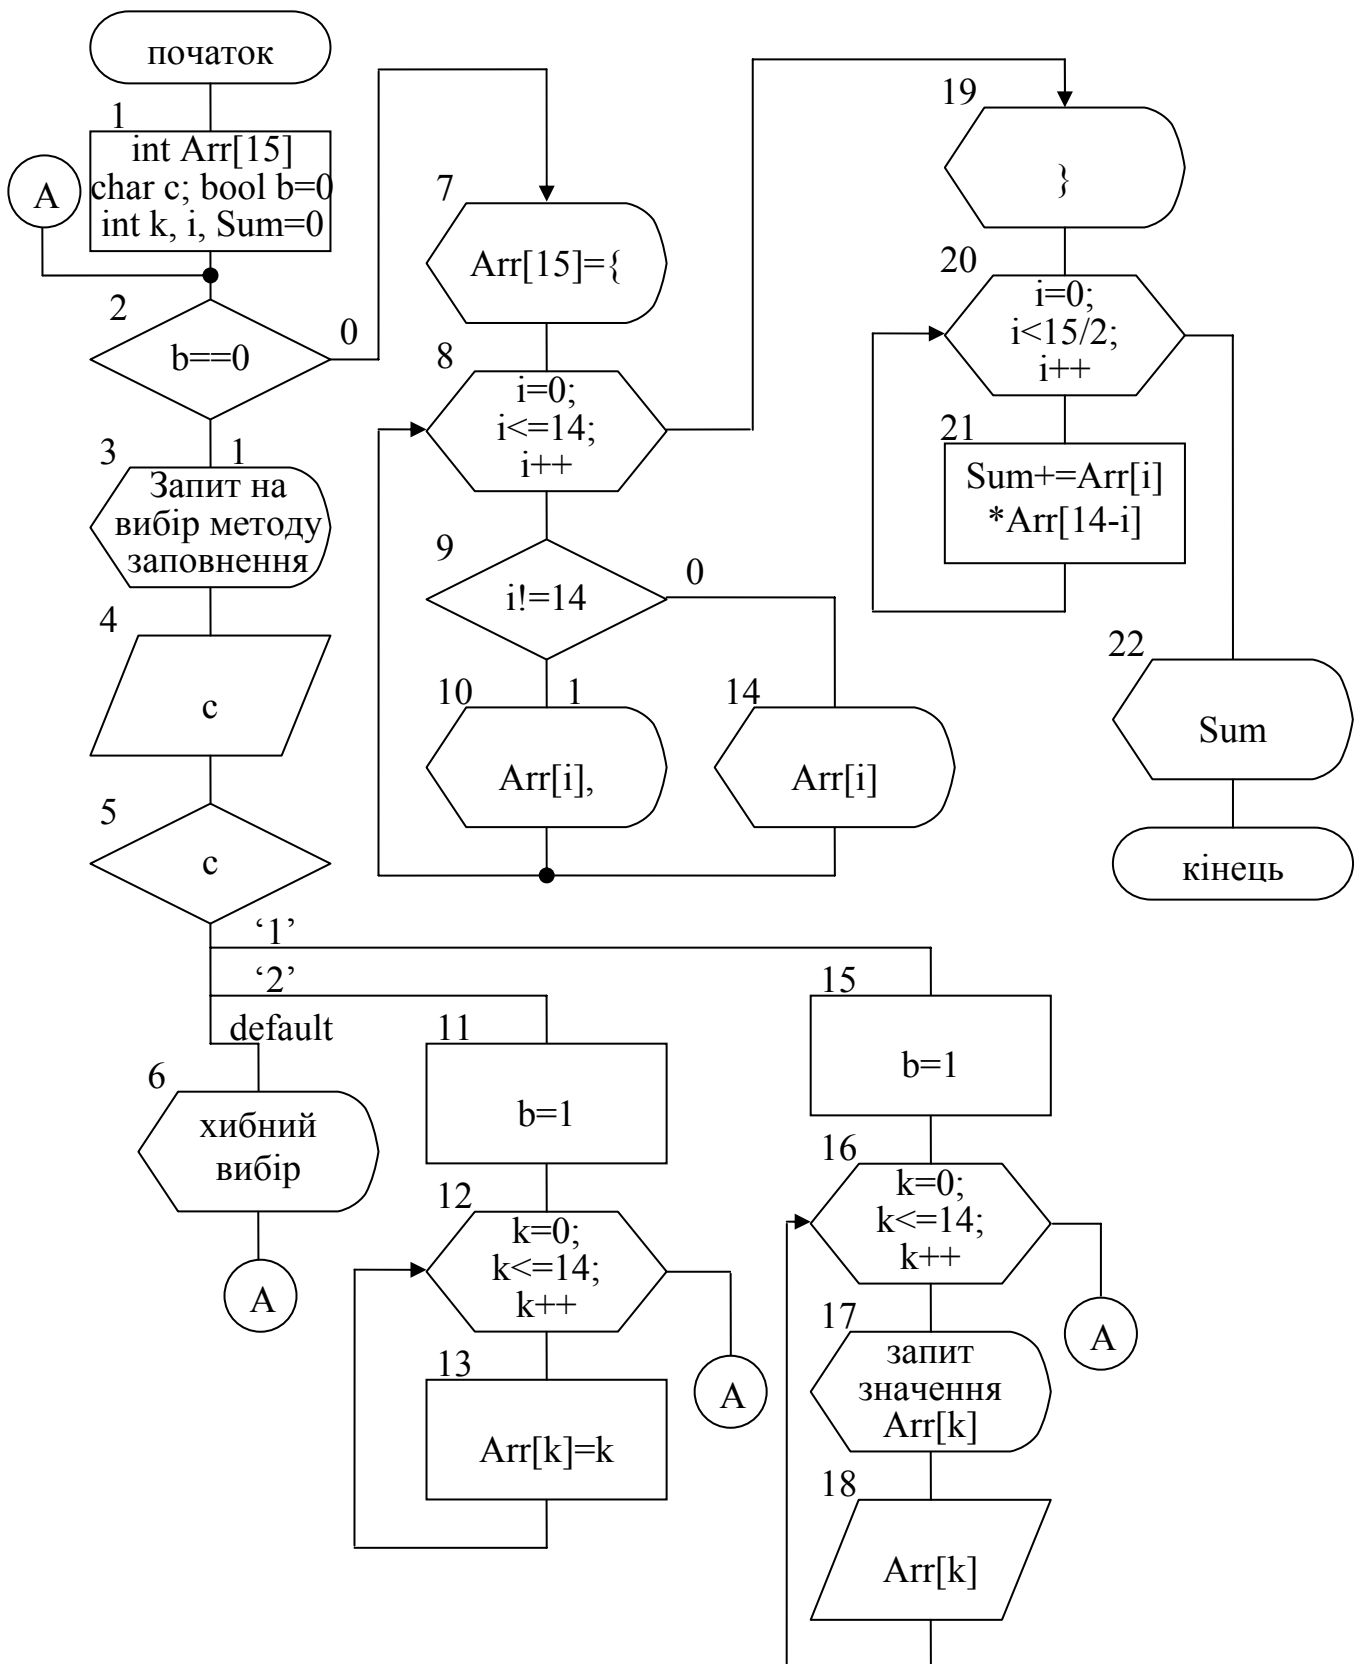 початок
1
int Arr[15]
char c; bool b=0
int k, i, Sum=0
A
2
b==0
0
1
3
Запит на
вибір методу
заповнення
4
c
5
c
‘1’
‘2’
default
6
хибний
вибір
A
7
Arr[15]={
8
i=0;
i<=14;
i++
9
i!=14
0
1
10
Arr[i],
14
Arr[i]
11
b=1
12
k=0;
k<=14;
k++
A
13
Arr[k]=k
15
b=1
16
k=0;
k<=14;
k++
A
17
запит
значення
Arr[k]
18
Arr[k]
19
}
20
i=0;
i<15/2;
i++
21
Sum+=Arr[i]
*Arr[14-i]
22
Sum
кінець